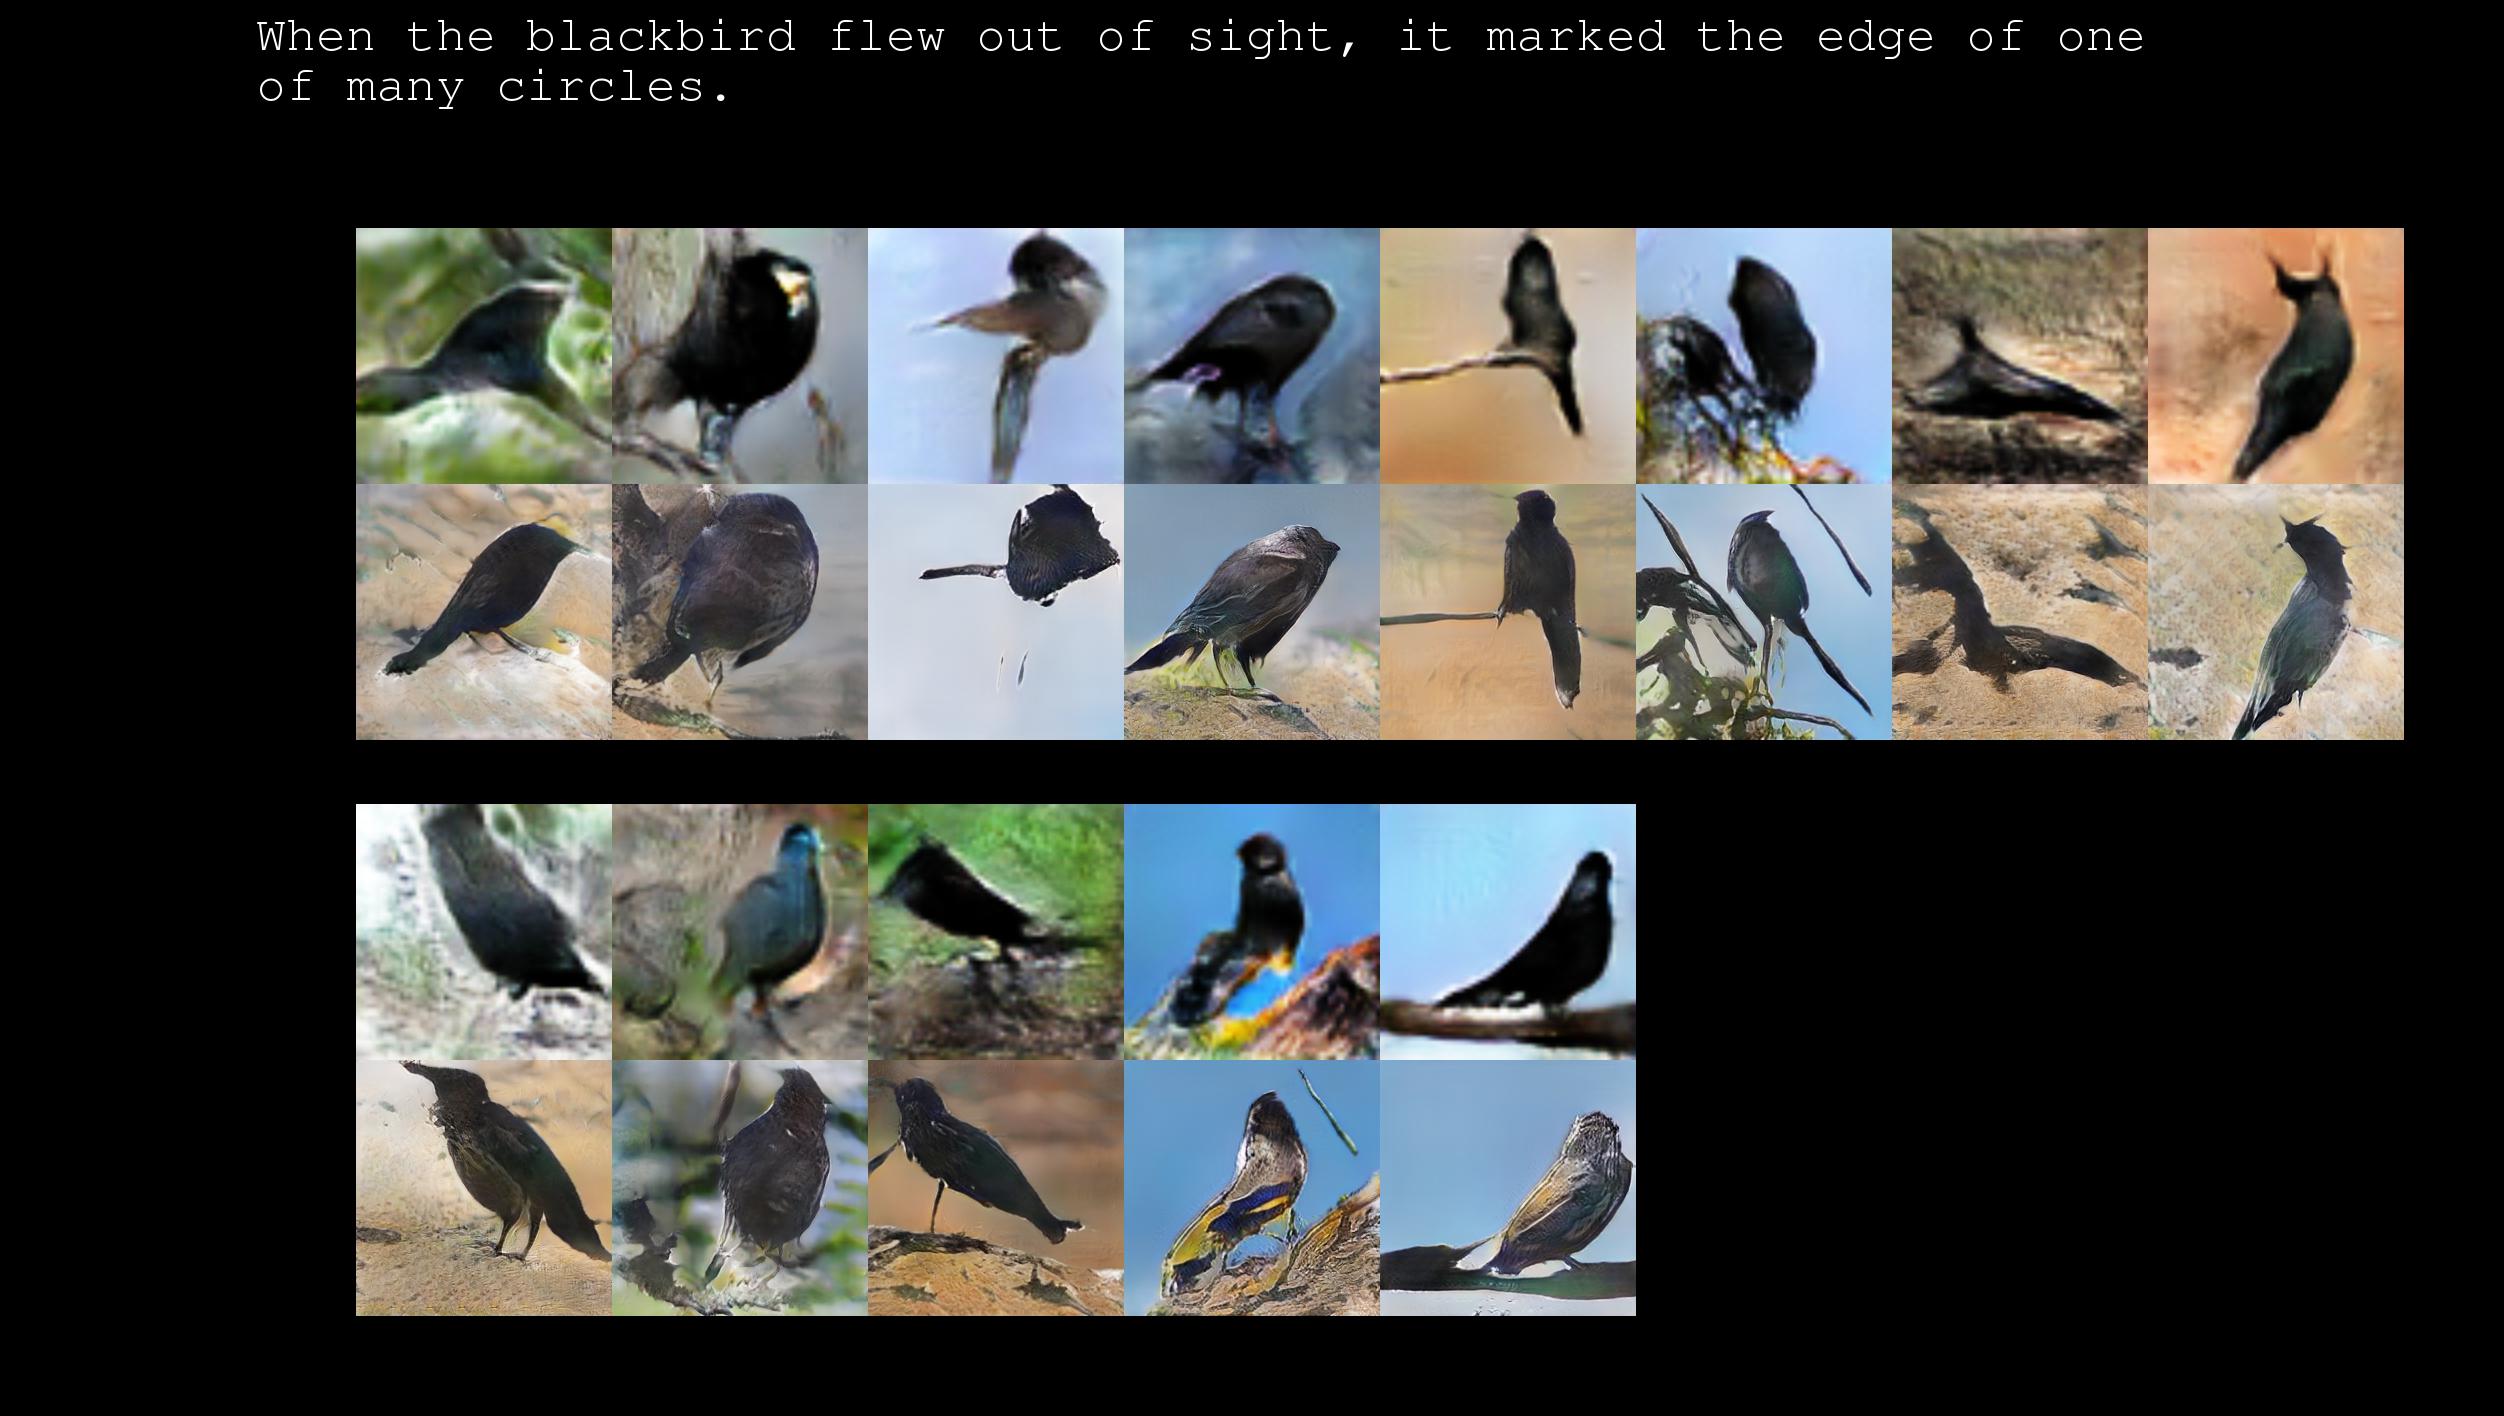 When the blackbird flew out of sight, it marked the edge of one
of many circles.